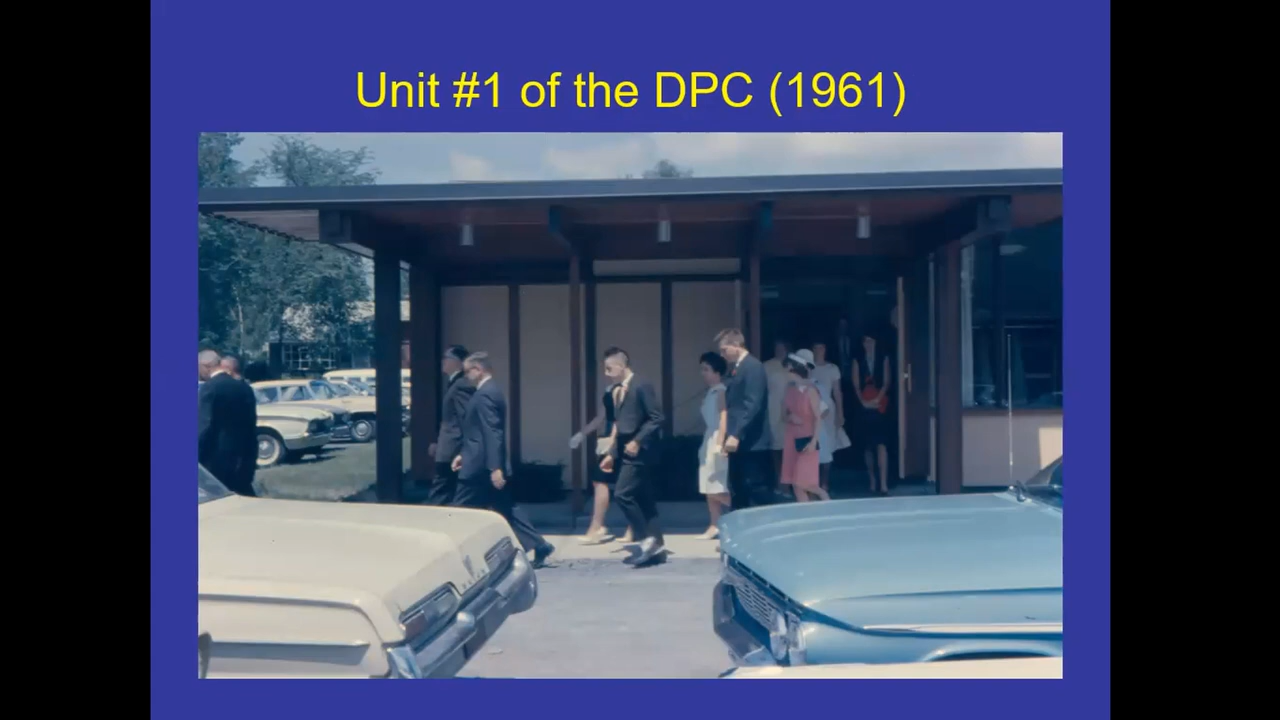 Unit #1 of the DPC (1961)